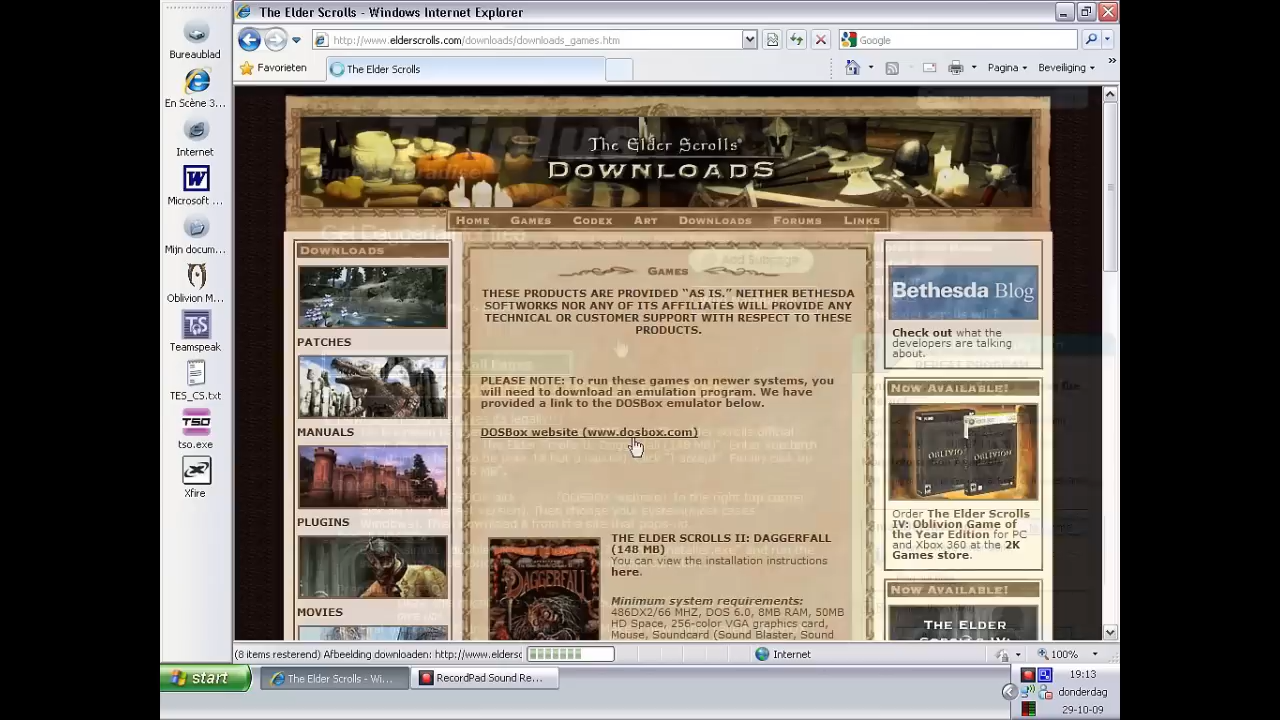 The Elder Scrolls - Windows Internet Explorer
http://www.elderscrolls.com/downloads/downloads_games.htm
Google
Favorieten
The Elder Scrolls
Pagina
Beveiliging
Bureaublad
En Scène 3...
Internet
Microsoft ...
Mijn docum...
Oblivion M...
Teamspeak
TES_CS.txt
tso.exe
Xfire
The Elder Scrolls
DOWNLOADS
HOME
GAMES
CODEX
ART
DOWNLOADS
FORUMS
LINKS
DOWNLOADS
PATCHES
MANUALS
PLUGINS
MOVIES
Add Subpage
GAMES
THESE PRODUCTS ARE PROVIDED "AS IS." NEITHER BETHESDA
SOFTWORKS NOR ANY OF ITS AFFILIATES WILL PROVIDE ANY
TECHNICAL OR CUSTOMER SUPPORT WITH RESPECT TO THESE
PRODUCTS.
PLEASE NOTE: To run these games on newer systems, you
will need to download an emulation program. We have
provided a link to the DOSBox emulator below.
DOSBox website (www.dosbox.com)
DAGGERFALL
THE ELDER SCROLLS II: DAGGERFALL
(148 MB)
You can view the installation instructions
here.
Minimum system requirements:
486DX2/66 MHZ, DOS 6.0, 8MB RAM, 50MB
HD Space, 256-color VGA graphics card,
Mouse, Soundcard (Sound Blaster, Sound
Bethesda Blog
Check out what the
developers are talking
about.
NOW AVAILABLE!
OBLIVION
OBLIVION
Order The Elder Scrolls
IV: Oblivion Game of
the Year Edition for PC
and Xbox 360 at the 2K
Games store.
NOW AVAILABLE!
THE ELDER
(8 items resterend) Afbeelding downloaden: http://www.eldersc
Internet
100%
start
The Elder Scrolls - Wi...
RecordPad Sound Re...
19:13
donderdag
29-10-09